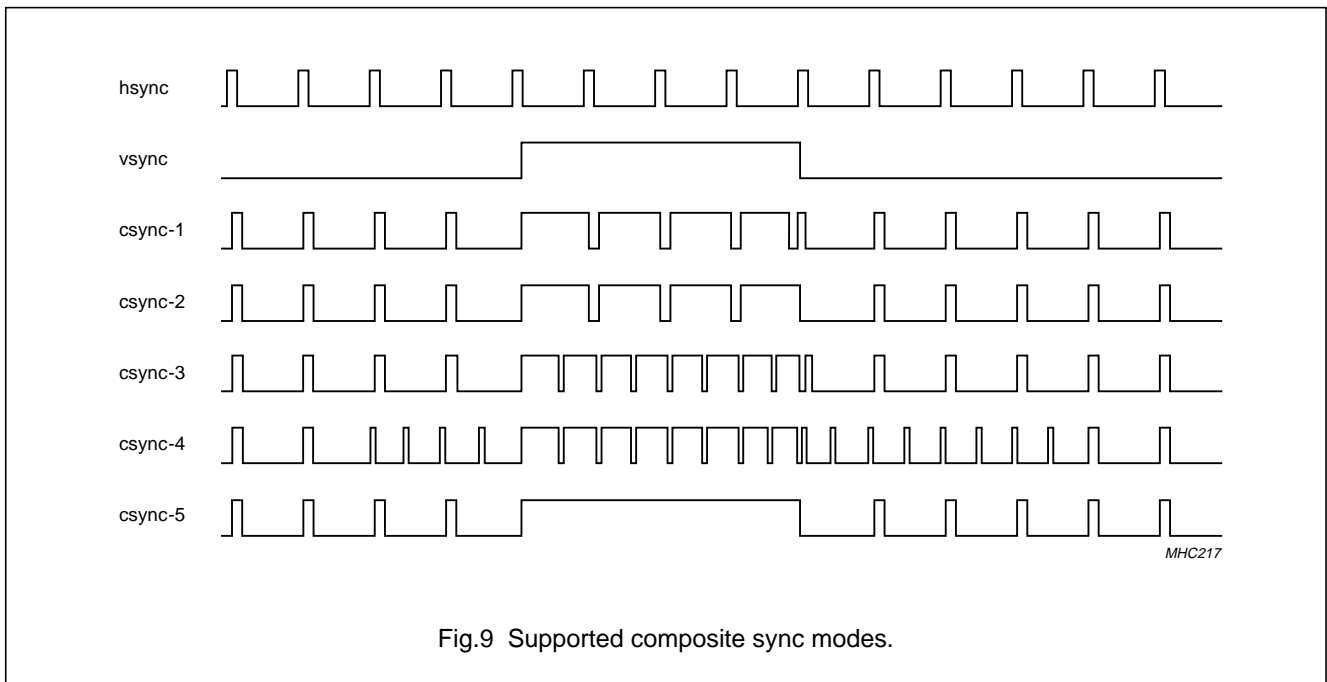 hsync
vsync
csync-1
csync-2
csync-3
csync-4
csync-5
MHC217
Fig.9 Supported composite sync modes.